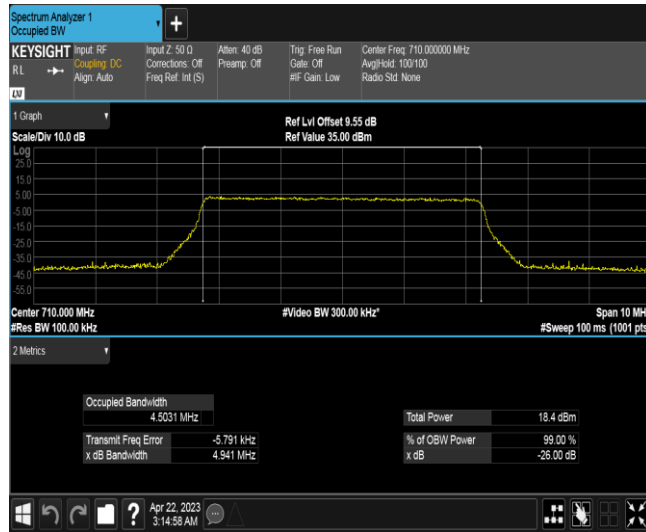 Spectrum Analyzer 1
Occupied BW
+
KEYSIGHT
RL
LXI
Input: RF
Coupling: DC
Align: Auto
Input Z: 50 Ω
Corrections: Off
Freq Ref: Int (S)
Atten: 40 dB
Preamp: Off
Trig: Free Run
Gate: Off
#IF Gain: Low
Center Freq: 710.000000 MHz
Avg|Hold: 100/100
Radio Std: None
1 Graph
Scale/Div 10.0 dB
Ref Lvl Offset 9.55 dB
Ref Value 35.00 dBm
Log
25.0
15.0
5.00
-5.00
-15.0
-25.0
-35.0
-45.0
-55.0
Center 710.000 MHz
#Res BW 100.00 kHz
#Video BW 300.00 kHz*
Span 10 MH
#Sweep 100 ms (1001 pts
2 Metrics
Occupied Bandwidth
4.5031 MHz
Transmit Freq Error -5.791 kHz
x dB Bandwidth 4.941 MHz
Total Power 18.4 dBm
% of OBW Power 99.00 %
x dB -26.00 dB
?
Apr 22, 2023
3:14:58 AM